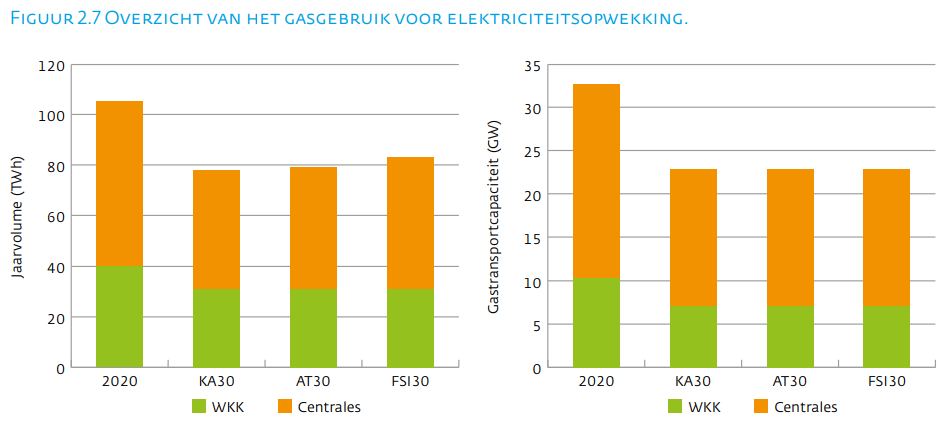 Figuur 2.7 Overzicht van het gasgebruik voor elektriciteitsopwekking.
Jaarvolume (TWh)
120
100
80
60
40
20
0
2020 KA30 AT30 FSI30
WKK Centrales
Gastransportcapaciteit (GW)
35
30
25
20
15
10
5
0
2020 KA30 AT30 FSI30
WKK Centrales